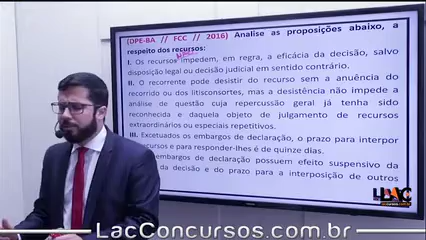 (DPE-BA // FCC // 2016) Analise as proposições abaixo, a
respeito dos recursos:
I. Os recursos impedem, em regra, a eficácia da decisão, salvo
disposição legal ou decisão judicial em sentido contrário.
II. O recorrente pode desistir do recurso sem a anuência do
recorrido ou dos litisconsortes, mas a desistência não impede a
análise de questão cuja repercussão geral já tenha sido
reconhecida e daquela objeto de julgamento de recursos
extraordinários ou especiais repetitivos.
III. Excetuados os embargos de declaração, o prazo para interpor
ecursos e para responder-lhes é de quinze dias.
embargos de declaração possuem efeito suspensivo da
da decisão e do prazo para a interposição de outros
LAC
LacConcursos.com.br